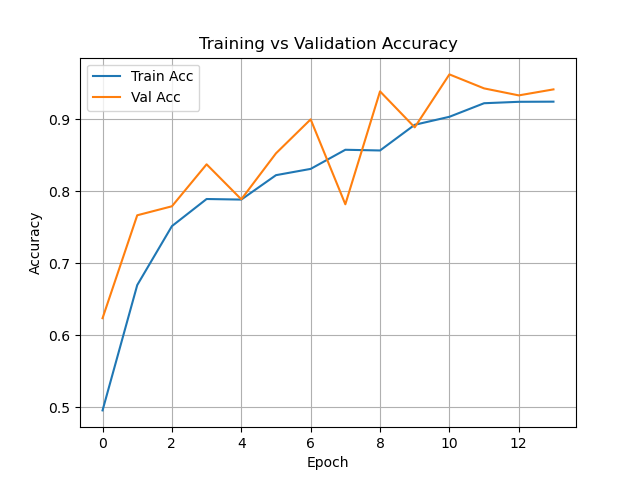 Training vs Validation Accuracy
Train Acc
Val Acc
0.9
0.8
0.7
0.6
0.5
Accuracy
0 2 4 6 8 10 12
Epoch